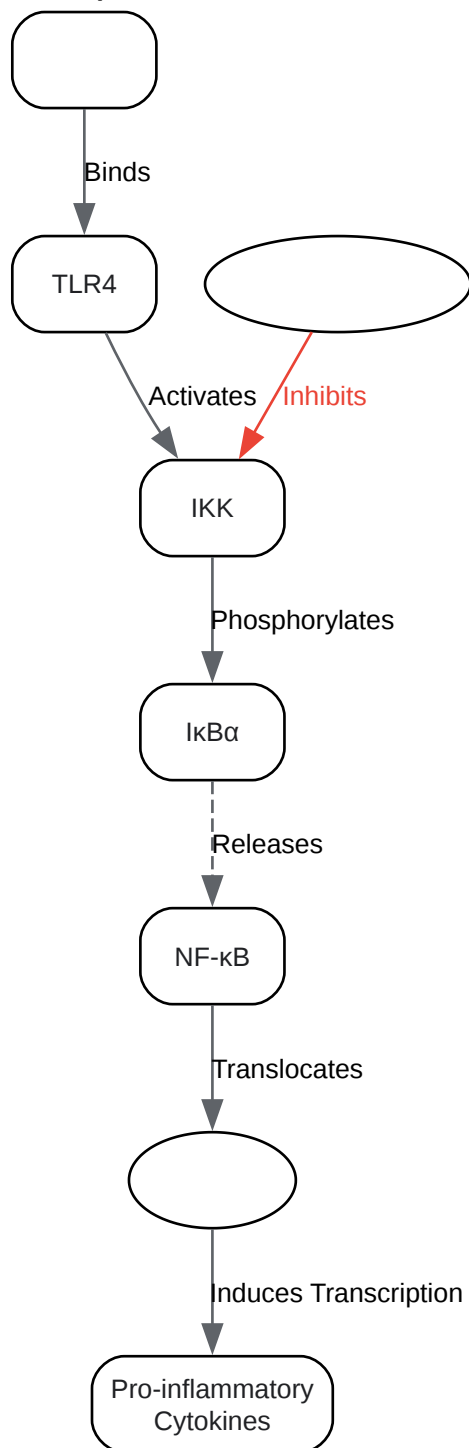 Binds
TLR4
Activates
Inhibits
IKK
Phosphorylates
IκBα
Releases
NF-κB
Translocates
Induces Transcription
Pro-inflammatory
Cytokines